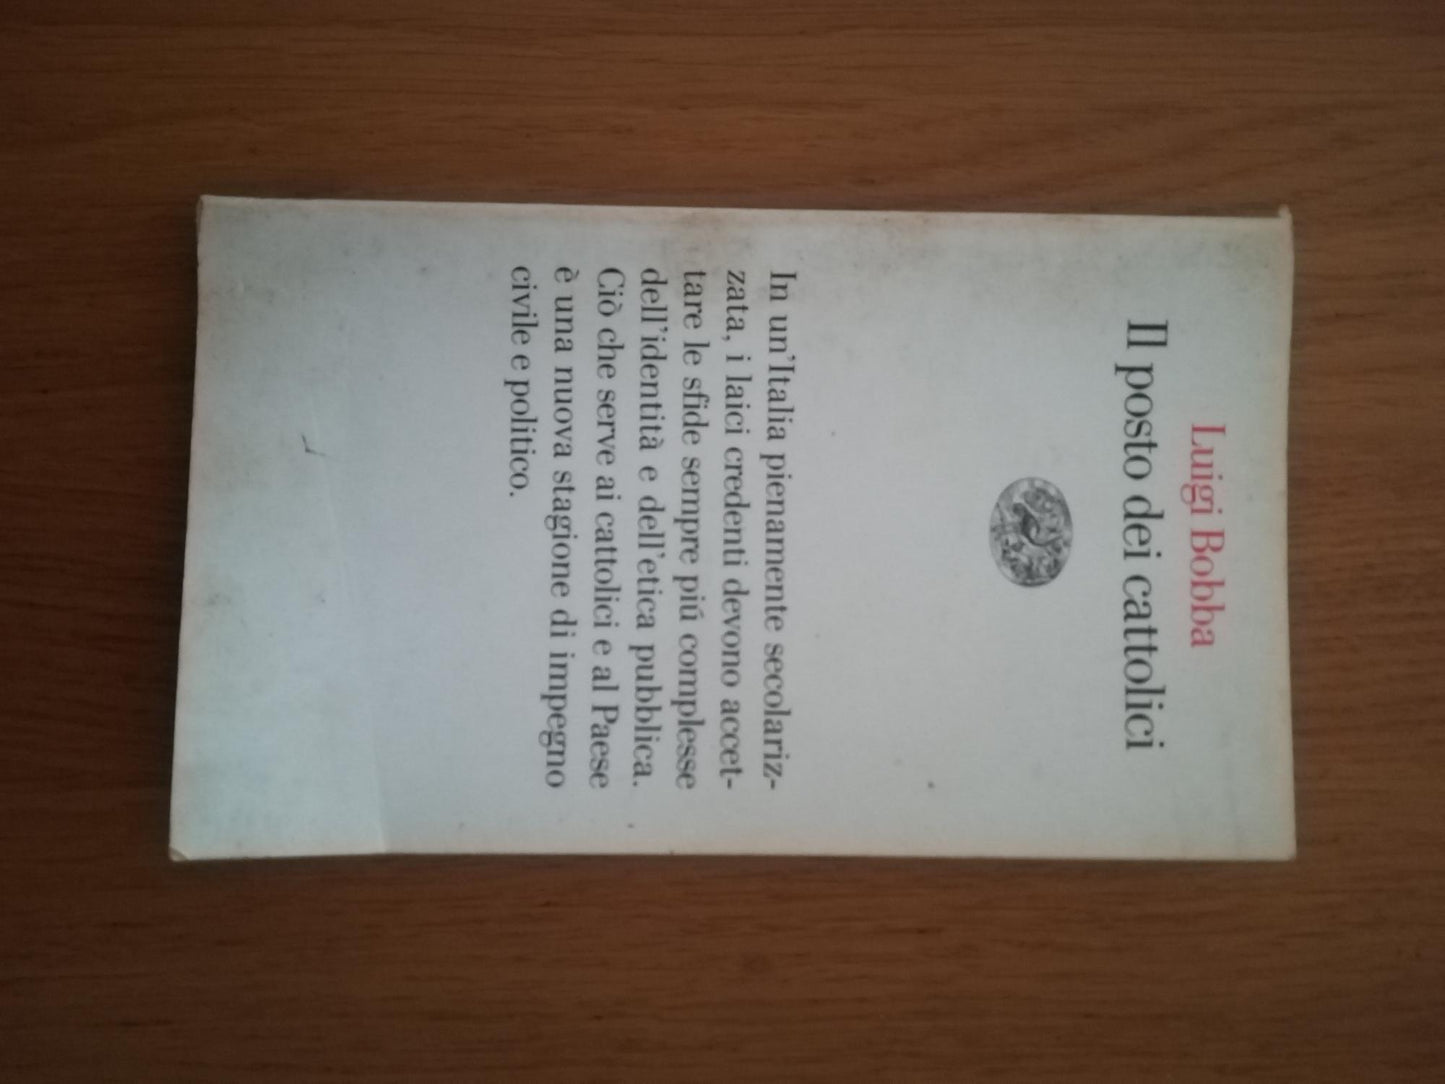 Luigi Bobba
Il posto dei cattolici
In un'Italia pienamente secolariz-
zata, i laici credenti devono accet-
tare le sfide sempre piú complesse
dell'identità e dell'etica pubblica.
Ciò che serve ai cattolici e al Paese
è una nuova stagione di impegno
civile e politico.